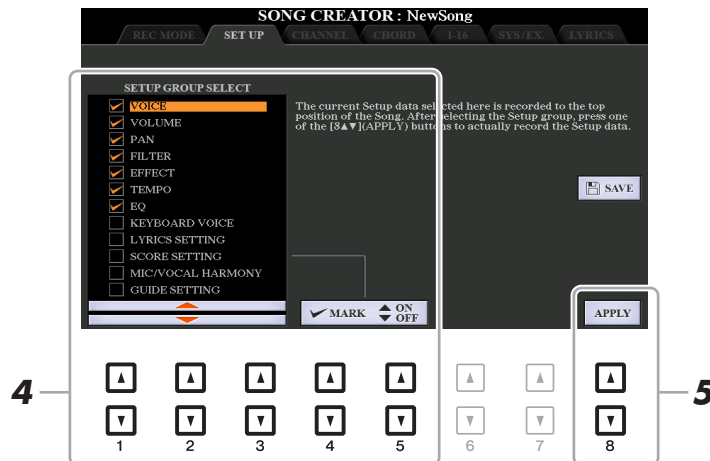 SONG CREATOR : NewSong
REC MODE SET UP CHANNEL CHORD 1-16 SYS/EX. LYRICS
SETUP GROUP SELECT
VOICE
VOLUME
PAN
FILTER
EFFECT
TEMPO
EQ
KEYBOARD VOICE
LYRICS SETTING
SCORE SETTING
MIC/VOCAL HARMONY
GUIDE SETTING
The current Setup data selected here is recorded to the top
position of the Song. After selecting the Setup group, press one
of the [8▲▼](APPLY) buttons to actually record the Setup data.
SAVE
MARK ▲ ON
▼ OFF
APPLY
4
5
1 2 3 4 5 6 7 8